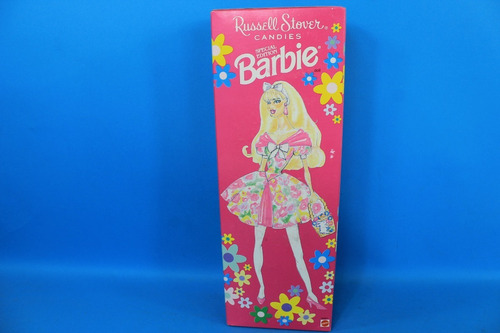 Russell Stover
CANDIES
SPECIAL
EDITION
Barbie